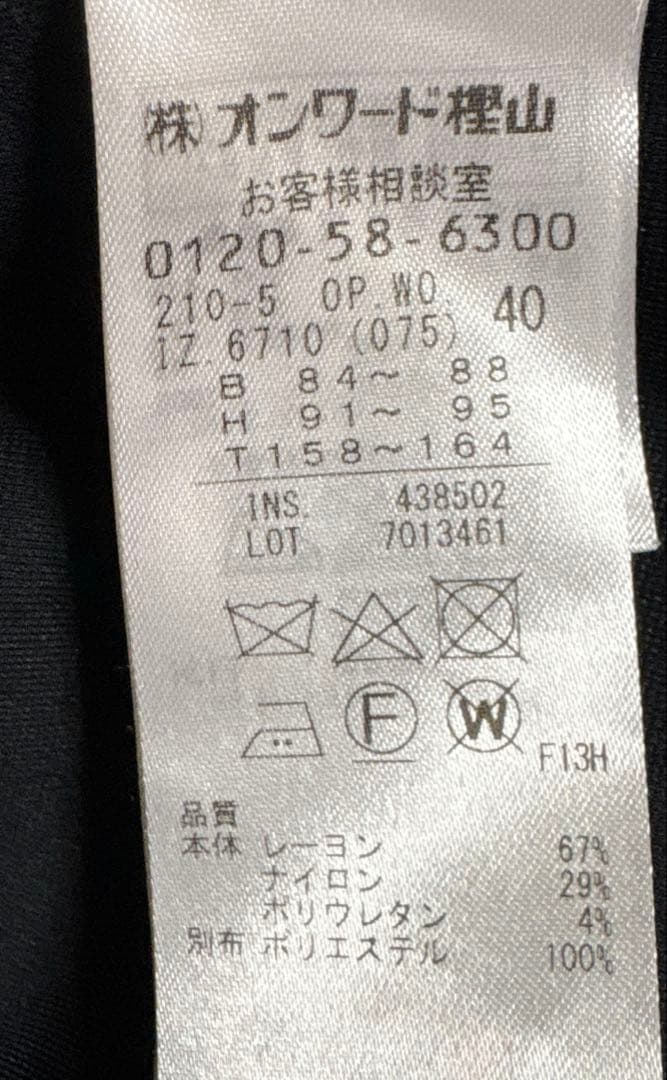 (株)オンワード樫山
お客様相談室
0120-58-6300
210-5 OP.WO. 40
IZ.6710 (075)
B 84〜 88
H 91〜 95
T158〜164
INS. 438502
LOT 7013461
F W
F13H
品質
本体 レーヨン 67%
ナイロン 29%
ポリウレタン 4%
別布 ポリエステル 100%